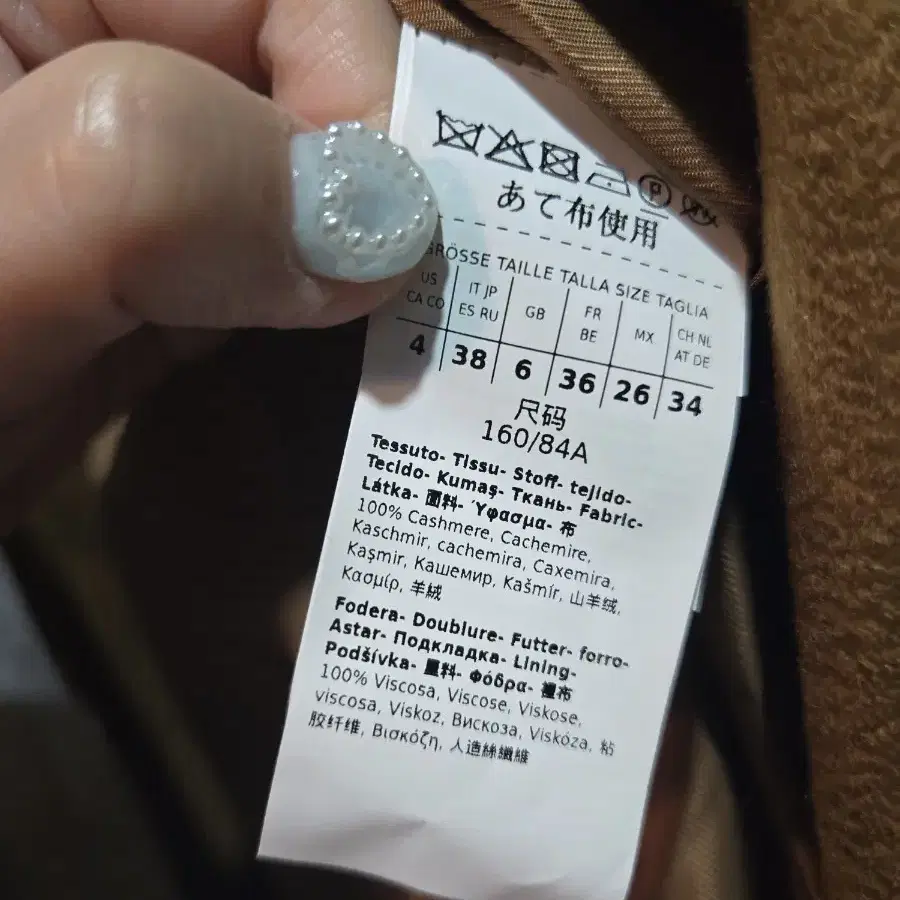 P
あて布使用
GRÖSSE TAILLE TALLA SIZE TAGLIA
US CA CO
IT JP ES RU
GB
FR BE
MX
CH NL AT DE
4 38 6 36 26 34
尺码
160/84A
Tessuto- Tissu- Stoff- tejido-
Tecido- Kumaş- Ткань- Fabric-
Látka- 面料- Ύφασμα- 布
100% Cashmere, Cachemire,
Kaschmir, cachemira, Caxemira,
Kaşmir, Кашемир, Kašmír, 山羊绒,
Κασμίρ, 羊絨
Fodera- Doublure- Futter- forro-
Astar- Подкладка- Lining-
Podšívka- 里料- Φόδρα- 裡布
100% Viscosa, Viscose, Viskose,
viscosa, Viskoz, Вискоза, Viskóza, 粘
胶纤维, Βισκόζη, 人造絲纖維